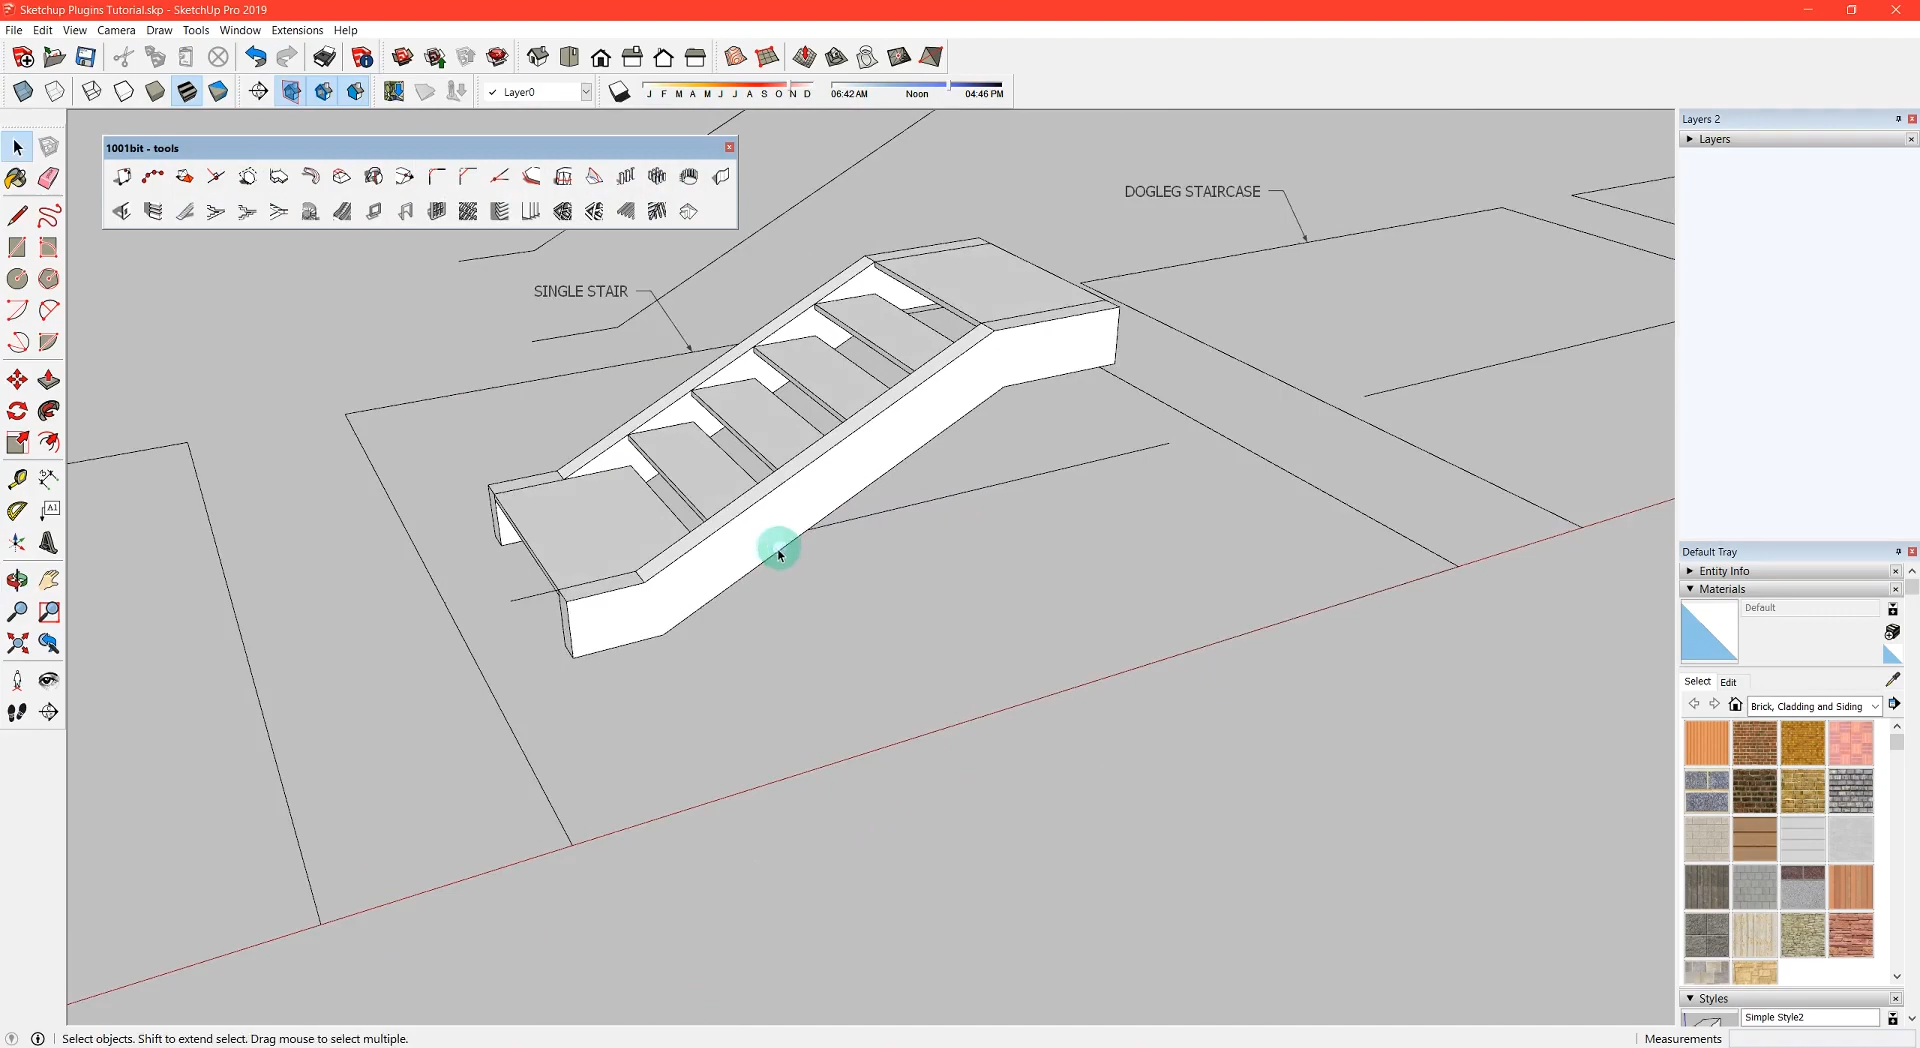 Sketchup Plugins Tutorial.skp - SketchUp Pro 2019
File Edit View Camera Draw Tools Window Extensions Help
Layer0
J F M A M J J A S O N D
06:42 AM Noon 04:46 PM
1001bit - tools
Layers 2
Layers
DOGLEG STAIRCASE
SINGLE STAIR
A1
Default Tray
Entity Info
Materials
Default
Select Edit
Brick, Cladding and Siding
Styles
Simple Style2
Select objects. Shift to extend select. Drag mouse to select multiple.
Measurements